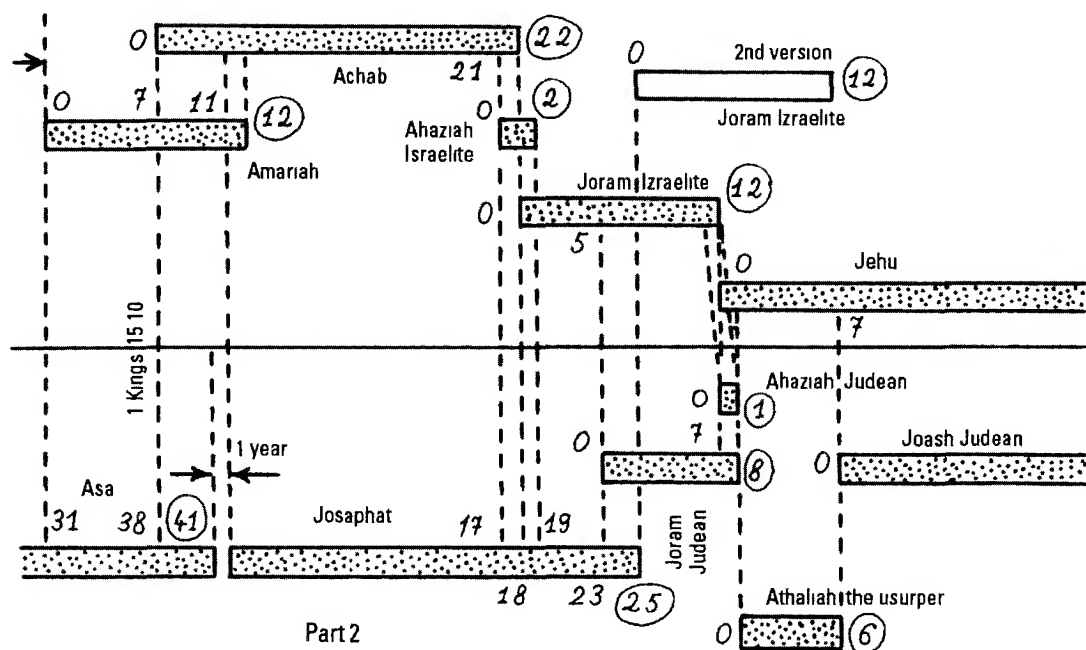 0 22
Achab
21
0 2nd version
12
Joram Izraelite
0 7 11 12
Amariah
0 2
Ahaziah
Israelite
Joram Izraelite 12
0
5
0 Jehu
7
1 Kings 15 10
Ahaziah Judean
0 1
7
0 8
Joash Judean
0
1 year
Asa
31 38 41
Josaphat
17 19
18 23 25
Joram
Judean
Athaliah the usurper
0 6
Part 2